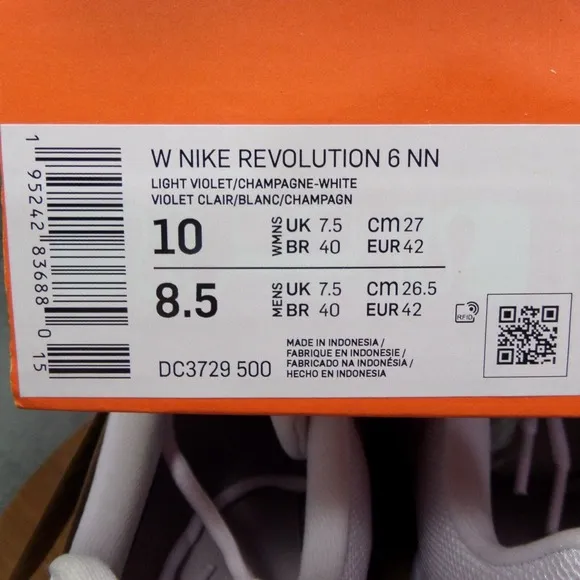 W NIKE REVOLUTION 6 NN
LIGHT VIOLET/CHAMPAGNE-WHITE
VIOLET CLAIR/BLANC/CHAMPAGN
10 WMNS UK 7.5 CM 27
BR 40 EUR 42
8.5 MENS UK 7.5 CM 26.5
BR 40 EUR 42
RFID
DC3729 500
MADE IN INDONESIA /
FABRIQUE EN INDONESIE /
FABRICADO NA INDONÉSIA /
HECHO EN INDONESIA
1 95242 83688 0 15